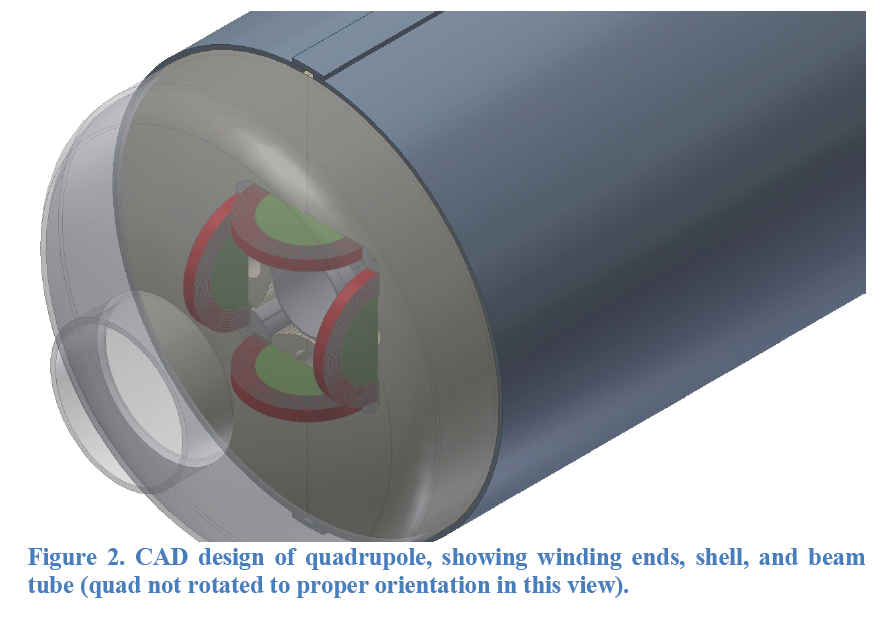 Figure 2. CAD design of quadrupole, showing winding ends, shell, and beam
tube (quad not rotated to proper orientation in this view).